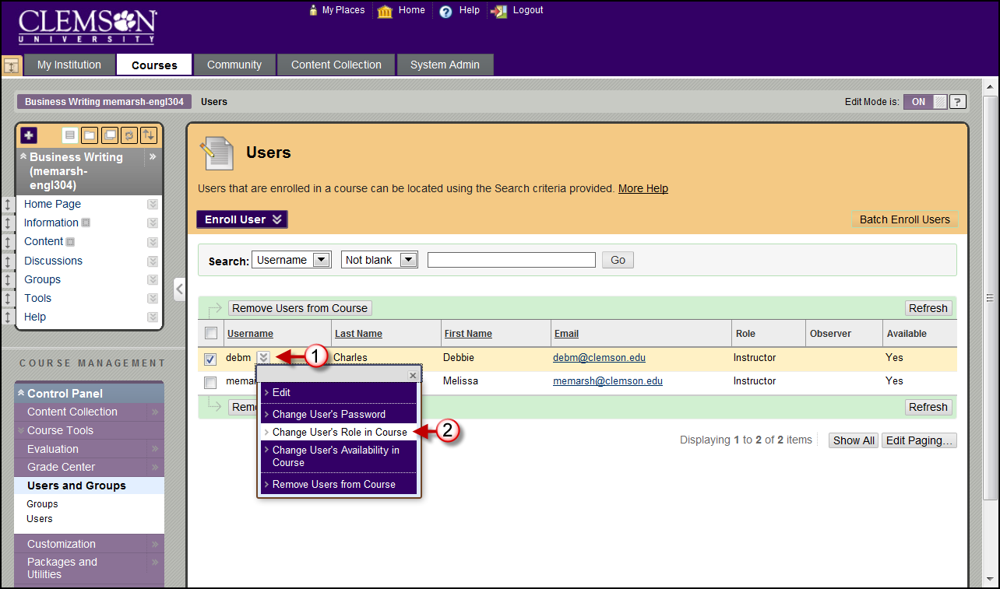 My Places Home ? Help Logout
CLEMSON
UNIVERSITY
My Institution Courses Community Content Collection System Admin
Business Writing memarsh-engl304 Users Edit Mode is: ON ?
Business Writing
(memarsh-
engl304)
Home Page
Information
Content
Discussions
Groups
Tools
Help
COURSE MANAGEMENT
Control Panel
Content Collection
Course Tools
Evaluation
Grade Center
Users and Groups
Groups
Users
Customization
Packages and
Utilities
Users
Users that are enrolled in a course can be located using the Search criteria provided. More Help
Enroll User Batch Enroll Users
Search: Username Not blank Go
Remove Users from Course Refresh
Username Last Name First Name Email Role Observer Available
debm 1 Charles Debbie debm@clemson.edu Instructor Yes
memar Melissa memarsh@clemson.edu Instructor Yes
Remo Refresh
Edit
Change User's Password
Change User's Role in Course 2
Change User's Availability in
Course
Remove Users from Course
Displaying 1 to 2 of 2 items Show All Edit Paging...